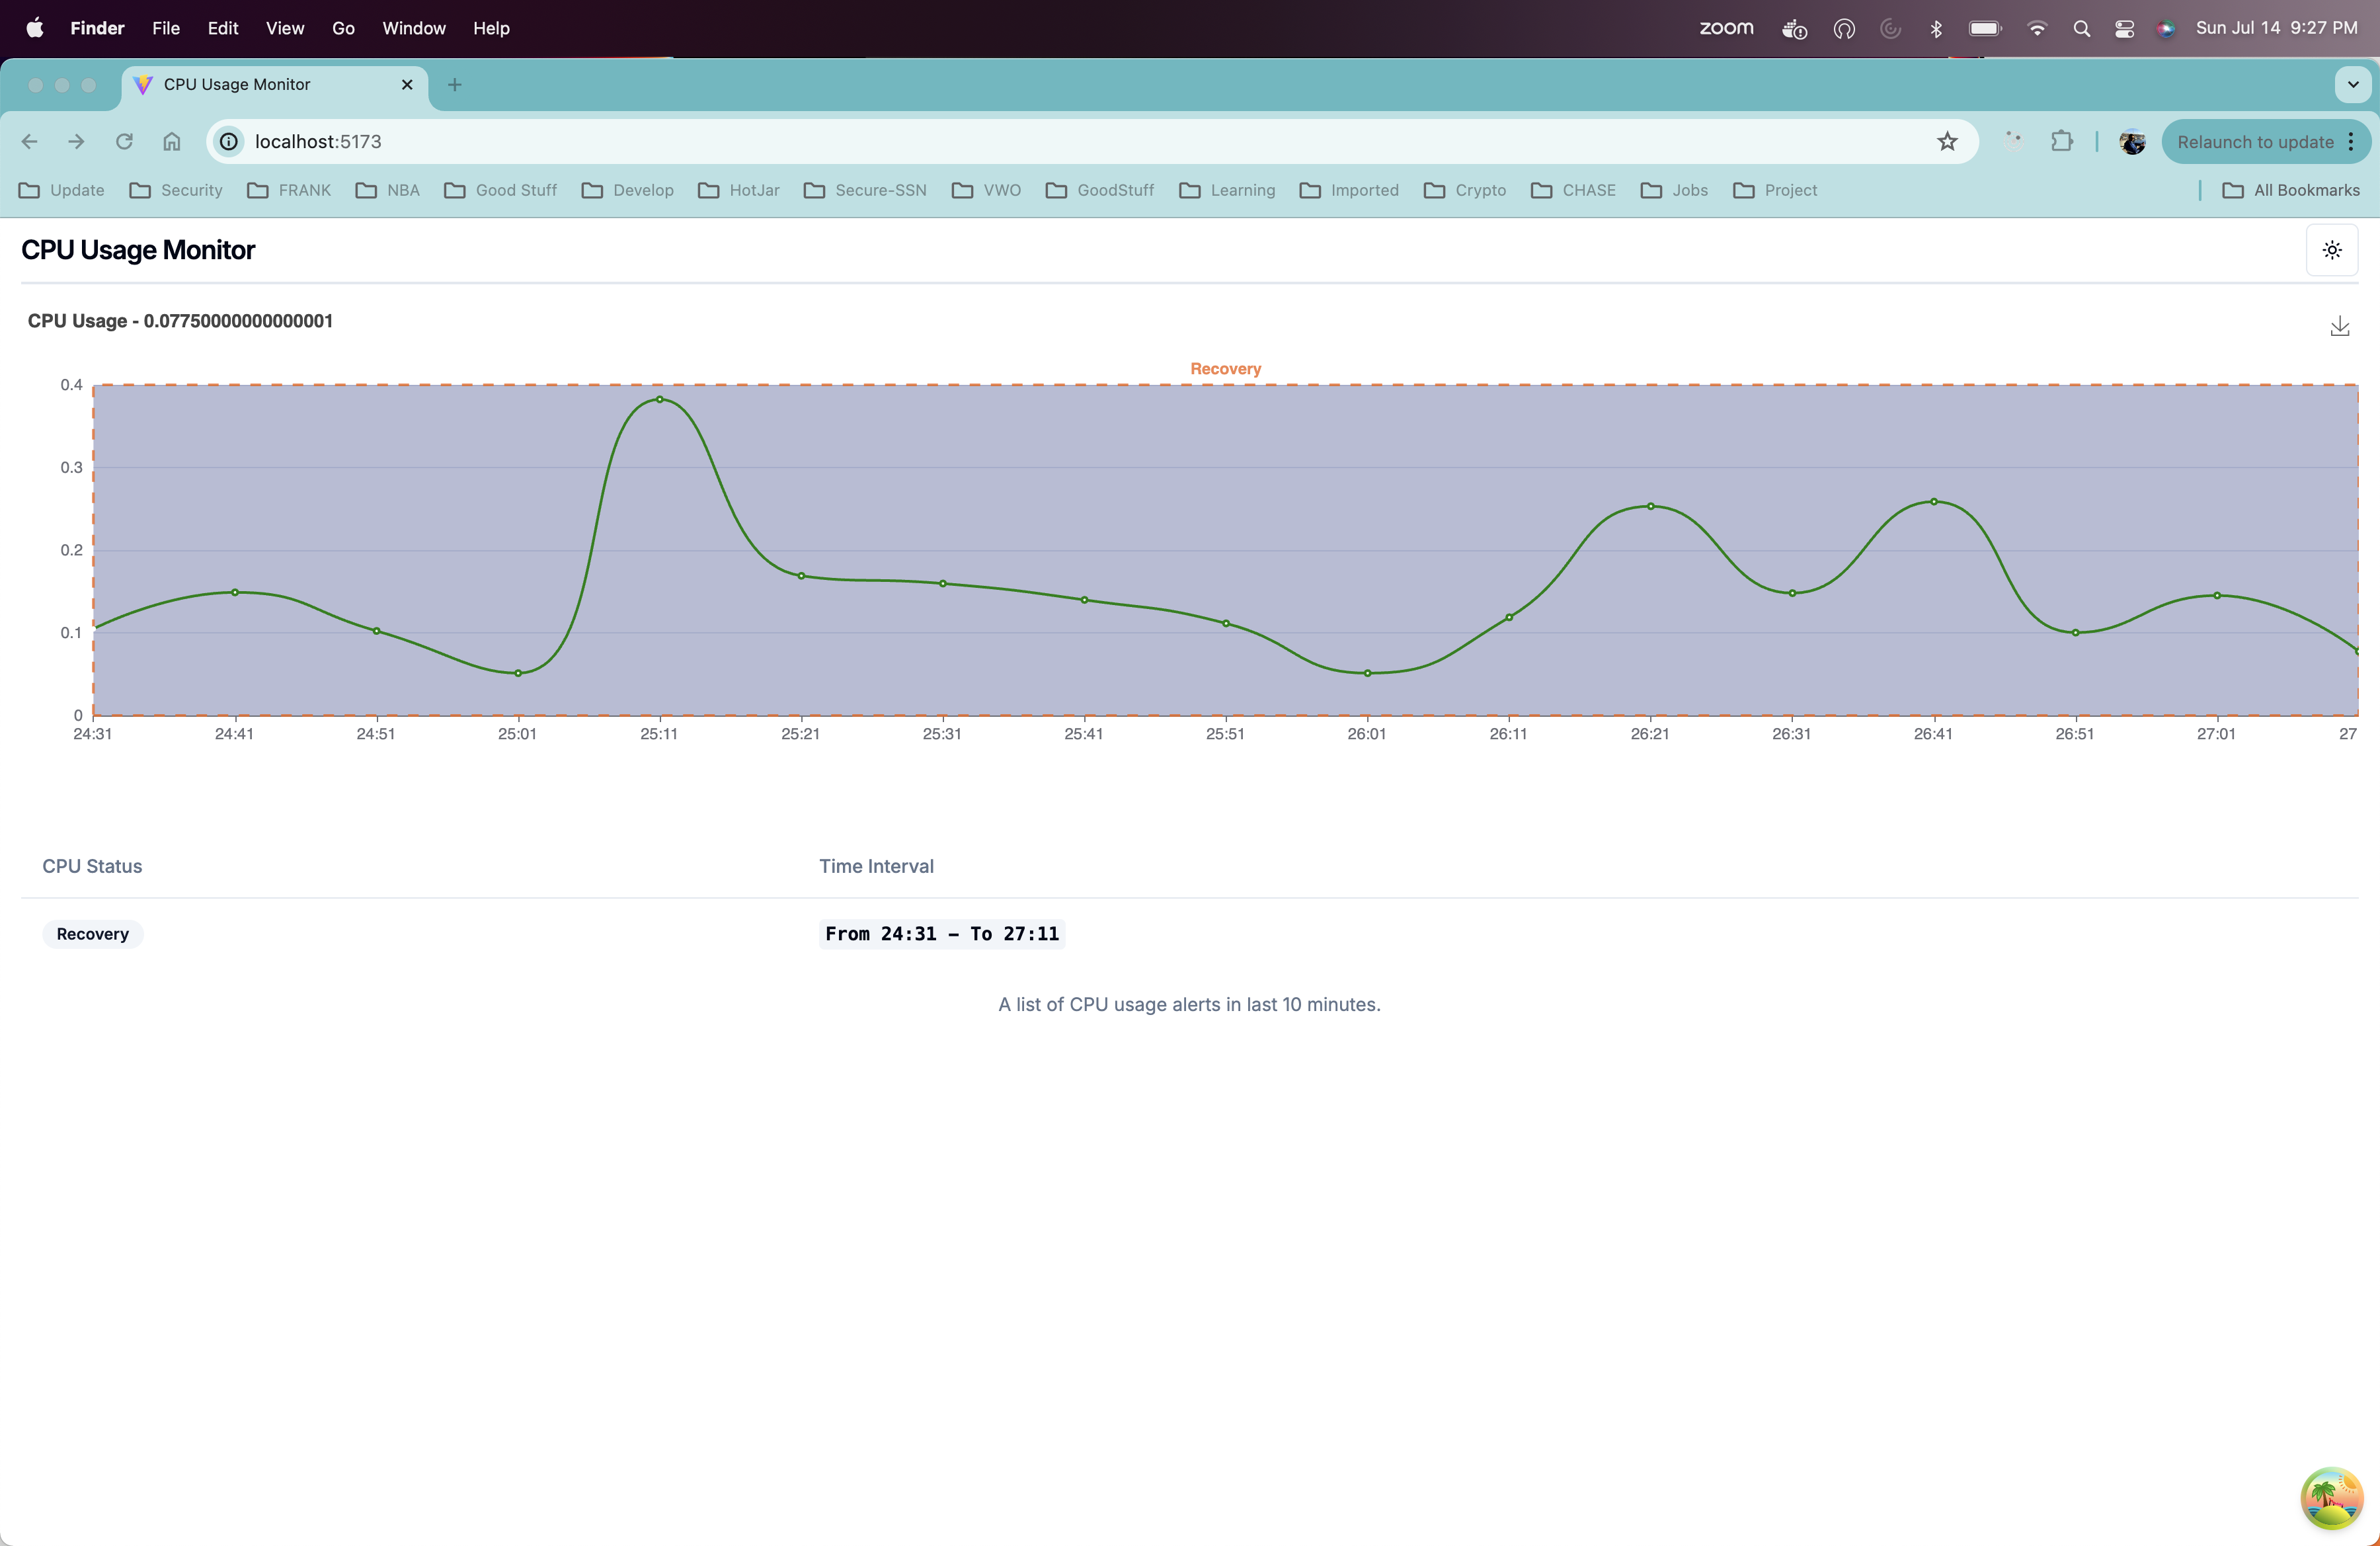 Finder File Edit View Go Window Help zoom Sun Jul 14 9:27 PM
CPU Usage Monitor
localhost:5173 Relaunch to update
Update Security FRANK NBA Good Stuff Develop HotJar Secure-SSN VWO GoodStuff Learning Imported Crypto CHASE Jobs Project All Bookmarks
CPU Usage Monitor
CPU Usage - 0.07750000000000001
Recovery
0.4
0.3
0.2
0.1
0
24:31 24:41 24:51 25:01 25:11 25:21 25:31 25:41 25:51 26:01 26:11 26:21 26:31 26:41 26:51 27:01 27
CPU Status Time Interval
Recovery From 24:31 - To 27:11
A list of CPU usage alerts in last 10 minutes.